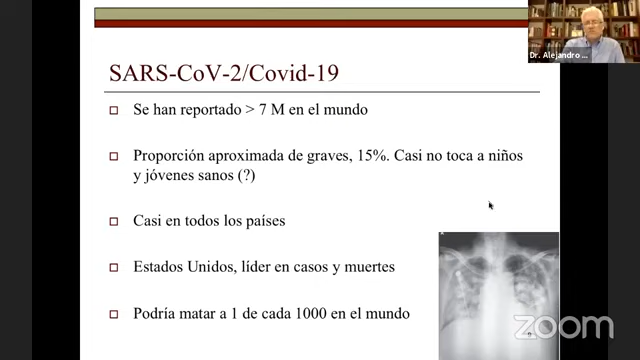 Dr. Alejandro ...
SARS-CoV-2/Covid-19
Se han reportado > 7 M en el mundo
Proporción aproximada de graves, 15%. Casi no toca a niños
y jóvenes sanos (?)
Casi en todos los países
Estados Unidos, líder en casos y muertes
Podría matar a 1 de cada 1000 en el mundo
zoom